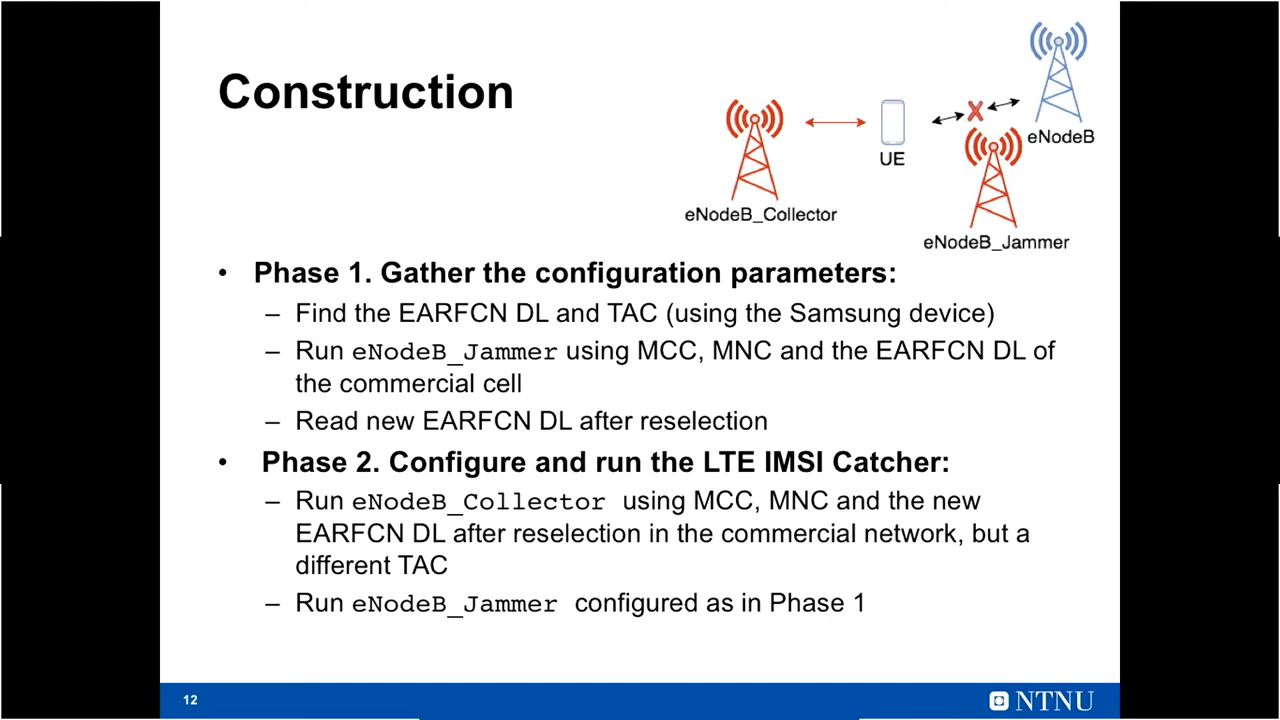 Construction
eNodeB
UE
eNodeB_Collector
eNodeB_Jammer
• Phase 1. Gather the configuration parameters:
– Find the EARFCN DL and TAC (using the Samsung device)
– Run eNodeB_Jammer using MCC, MNC and the EARFCN DL of
the commercial cell
– Read new EARFCN DL after reselection
• Phase 2. Configure and run the LTE IMSI Catcher:
– Run eNodeB_Collector using MCC, MNC and the new
EARFCN DL after reselection in the commercial network, but a
different TAC
– Run eNodeB_Jammer configured as in Phase 1
12
NTNU